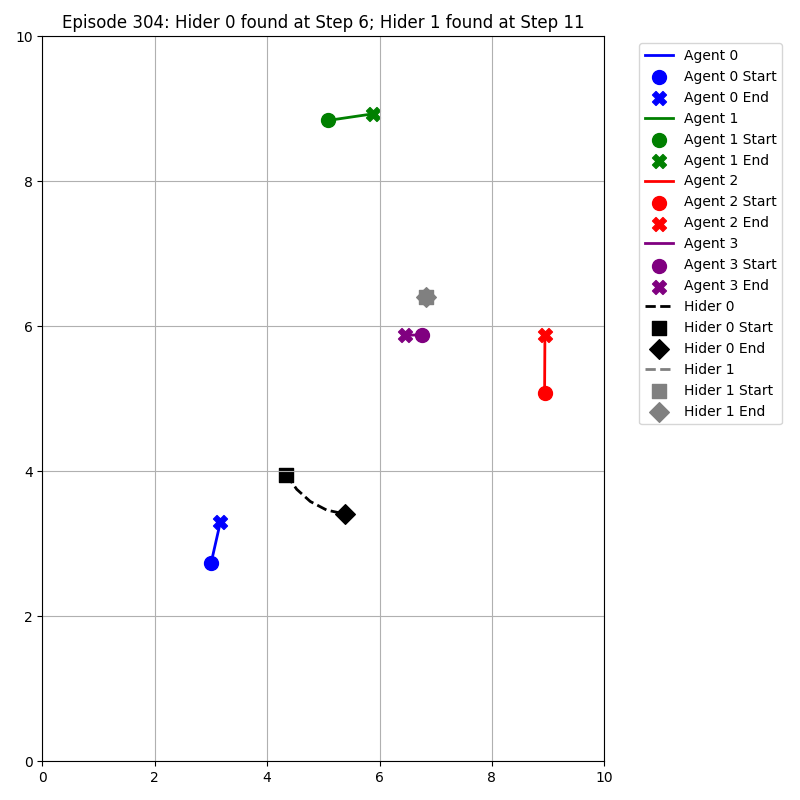 Episode 304: Hider 0 found at Step 6; Hider 1 found at Step 11
10
8
6
4
2
0
0 2 4 6 8 10
Agent 0
Agent 0 Start
Agent 0 End
Agent 1
Agent 1 Start
Agent 1 End
Agent 2
Agent 2 Start
Agent 2 End
Agent 3
Agent 3 Start
Agent 3 End
Hider 0
Hider 0 Start
Hider 0 End
Hider 1
Hider 1 Start
Hider 1 End